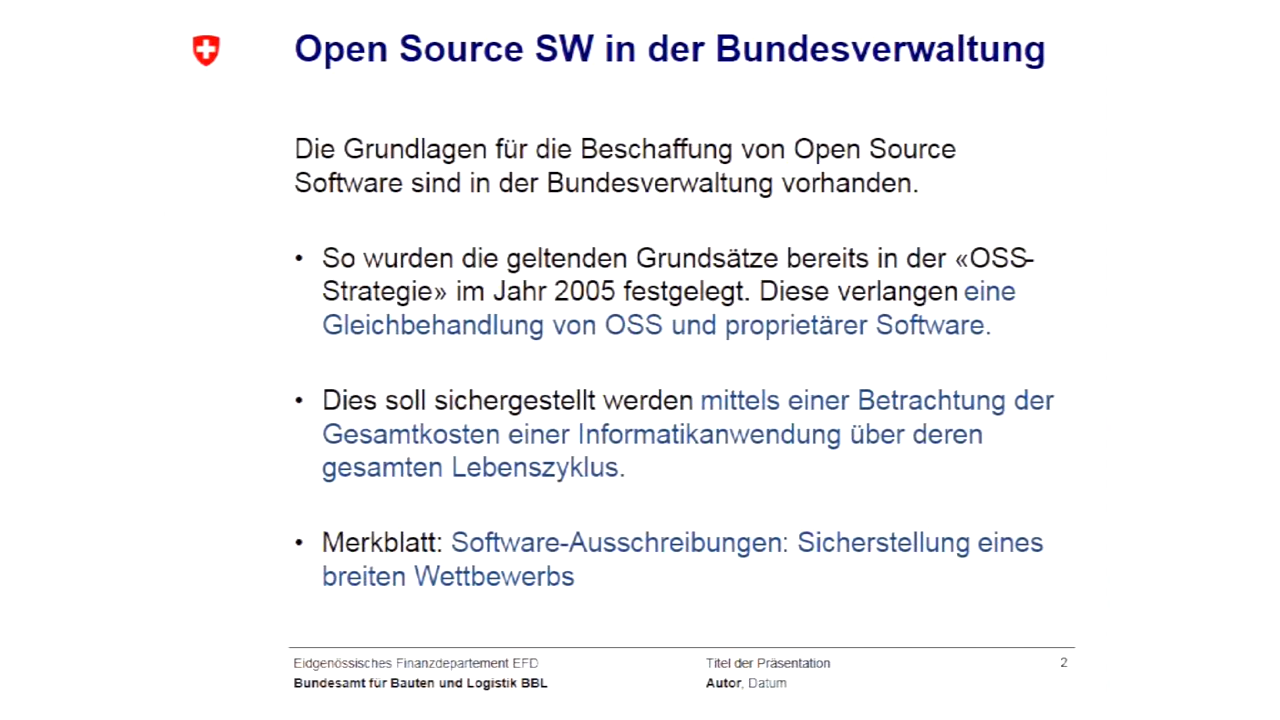 Open Source SW in der Bundesverwaltung
Die Grundlagen für die Beschaffung von Open Source
Software sind in der Bundesverwaltung vorhanden.
• So wurden die geltenden Grundsätze bereits in der «OSS-
Strategie» im Jahr 2005 festgelegt. Diese verlangen eine
Gleichbehandlung von OSS und proprietärer Software.
• Dies soll sichergestellt werden mittels einer Betrachtung der
Gesamtkosten einer Informatikanwendung über deren
gesamten Lebenszyklus.
• Merkblatt: Software-Ausschreibungen: Sicherstellung eines
breiten Wettbewerbs
Eidgenössisches Finanzdepartement EFD
Bundesamt für Bauten und Logistik BBL
Titel der Präsentation
Autor, Datum
2